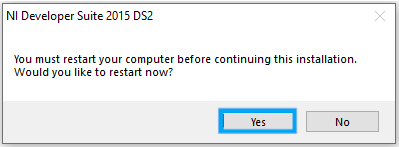 NI Developer Suite 2015 DS2
You must restart your computer before continuing this installation.
Would you like to restart now?
Yes
No